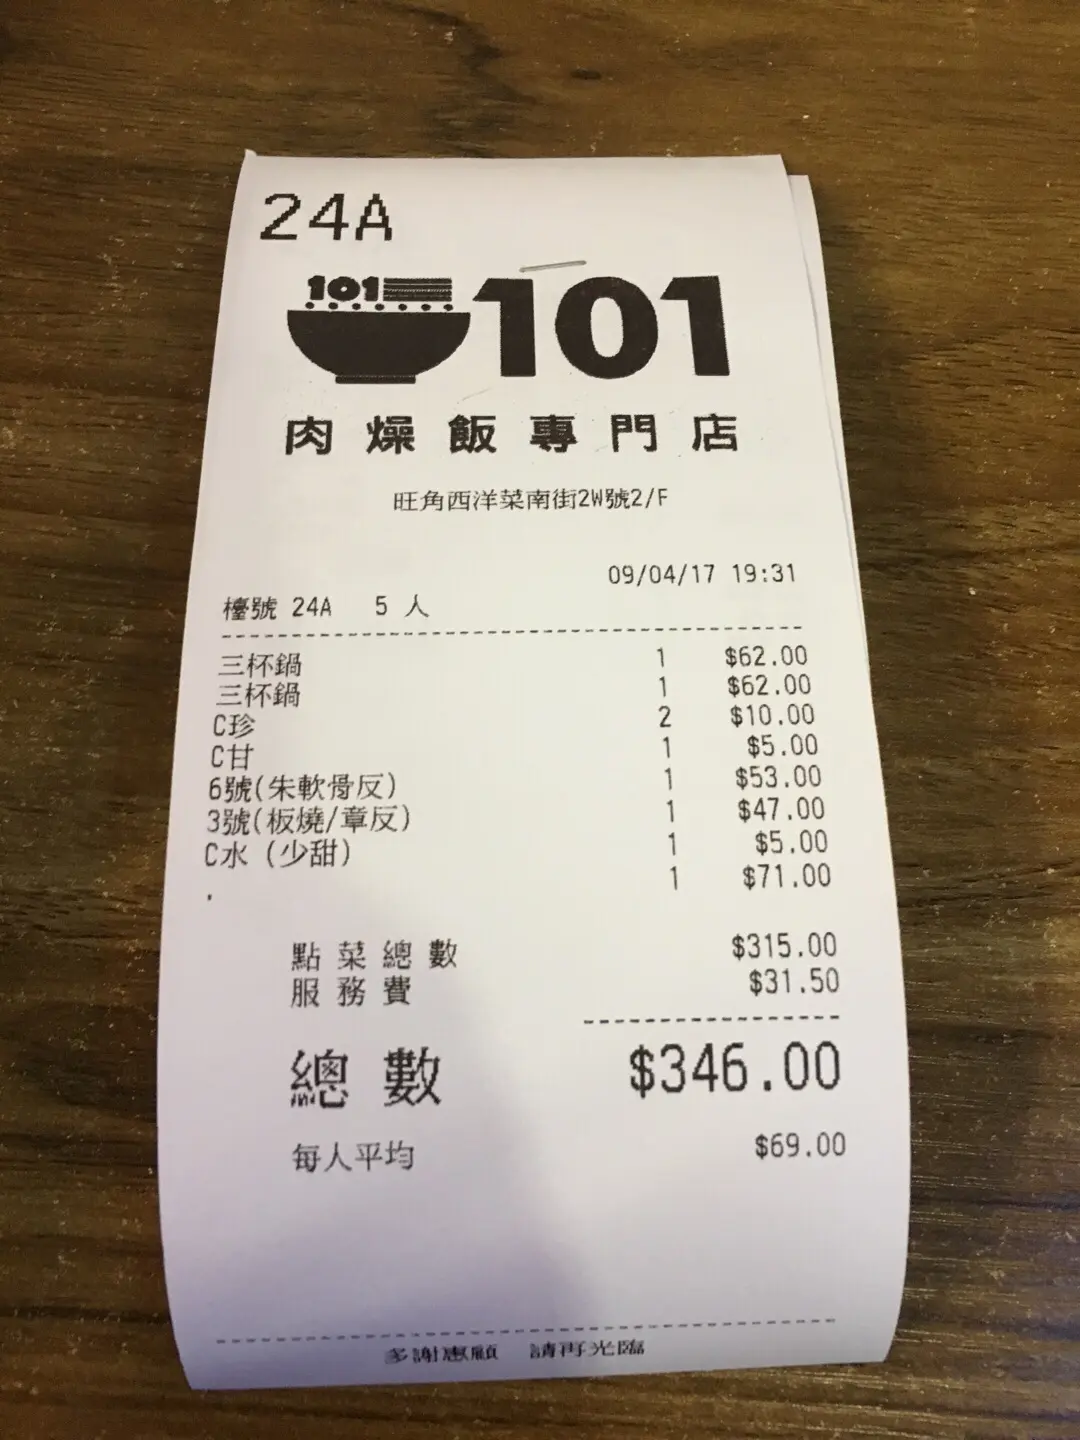 24A
101
101
肉燥飯專門店
旺角西洋菜南街2W號2/F
09/04/17 19:31
檯號 24A 5 人
三杯鍋 1 $62.00
三杯鍋 1 $62.00
C珍 2 $10.00
C甘 1 $5.00
6號(朱軟骨反) 1 $53.00
3號(板燒/章反) 1 $47.00
C水 (少甜) 1 $5.00
. 1 $71.00
點菜總數 $315.00
服務費 $31.50
總數 $346.00
每人平均 $69.00
多謝惠顧 請再光臨